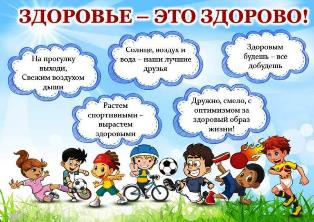 ЗДОРОВЬЕ – ЭТО ЗДОРОВО!
На прогулку
выходи,
Свежим воздухом
дыши
Солнце, воздух и
вода – наши лучшие
друзья
Здоровым
будешь – все
добудешь
Растем
спортивными –
вырастем
здоровыми
Дружно, смело, с
оптимизмом за
здоровый образ
жизни!